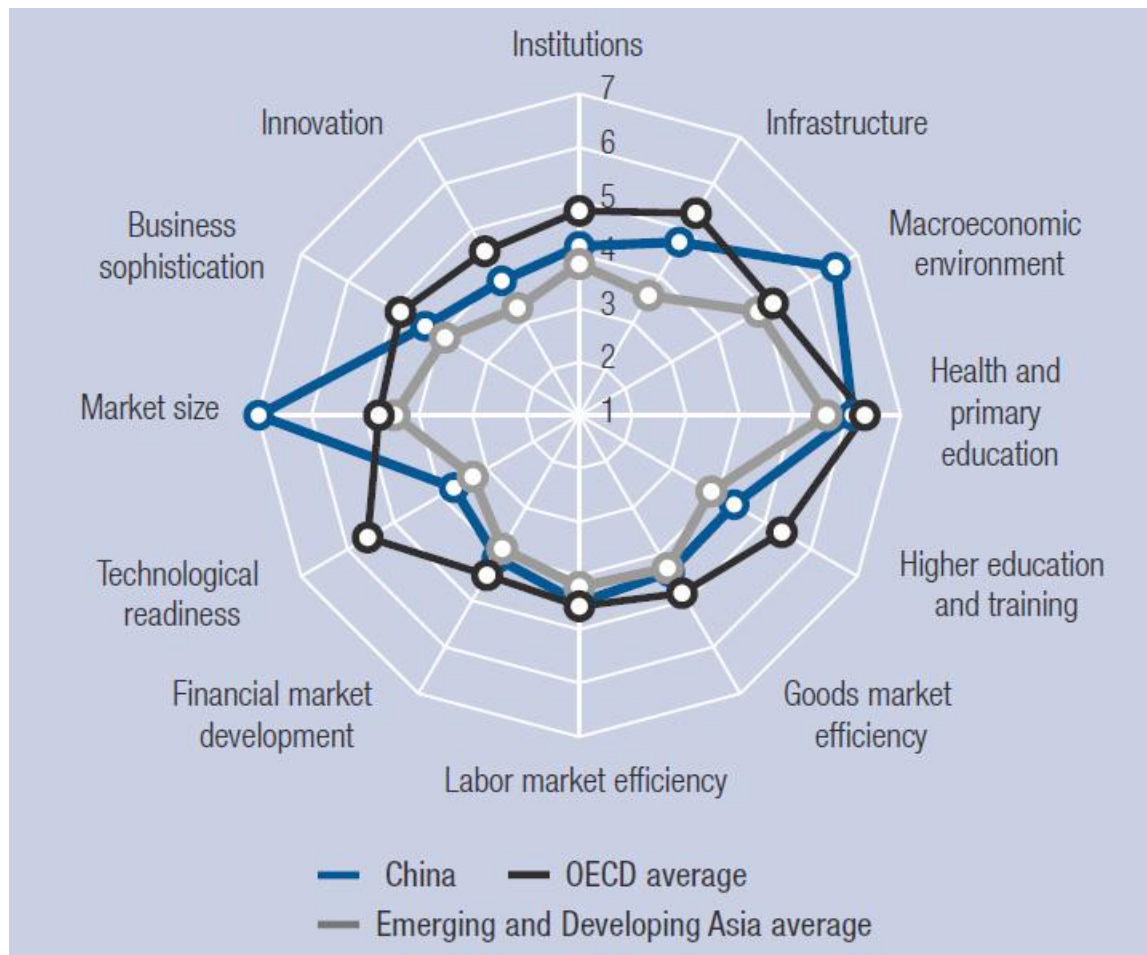 Institutions
7
Innovation
Infrastructure
6
5
Business
sophistication
Macroeconomic
environment
4
3
2
Market size
1
Health and
primary
education
Technological
readiness
Higher education
and training
Financial market
development
Goods market
efficiency
Labor market efficiency
China
OECD average
Emerging and Developing Asia average